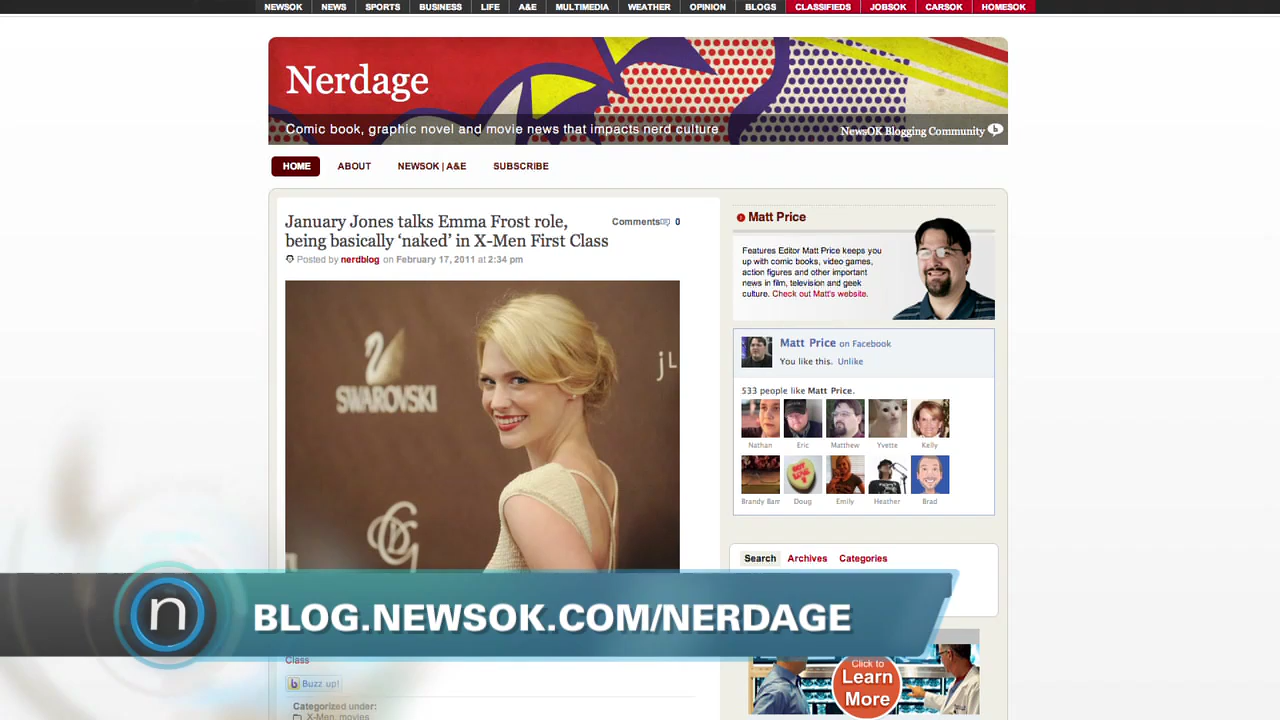 NEWSOK NEWS SPORTS BUSINESS LIFE A&E MULTIMEDIA WEATHER OPINION BLOGS CLASSIFIEDS JOBSOK CARSOK HOMESOK
Nerdage
Comic book, graphic novel and movie news that impacts nerd culture
NewsOK Blogging Community
HOME ABOUT NEWSOK | A&E SUBSCRIBE
January Jones talks Emma Frost role,
being basically ‘naked’ in X-Men First Class
Comments 0
Posted by nerdblog on February 17, 2011 at 2:34 pm
SWAROVSKI
jL
Matt Price
Features Editor Matt Price keeps you
up with comic books, video games,
action figures and other important
news in film, television and geek
culture. Check out Matt's website.
Matt Price on Facebook
You like this. Unlike
533 people like Matt Price.
Nathan Eric Matthew Yvette Kelly
Brandy Barr Doug Emily Heather Brad
Search Archives Categories
n
BLOG.NEWSOK.COM/NERDAGE
Class
Buzz up!
Categorized under:
X-Men, movies
Click to
Learn
More